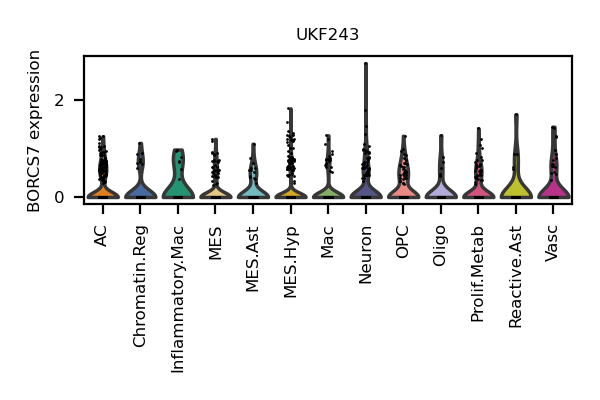 UKF243
BORCS7 expression
2
0
AC
Chromatin.Reg
Inflammatory.Mac
MES
MES.Ast
MES.Hyp
Mac
Neuron
OPC
Oligo
Prolif.Metab
Reactive.Ast
Vasc